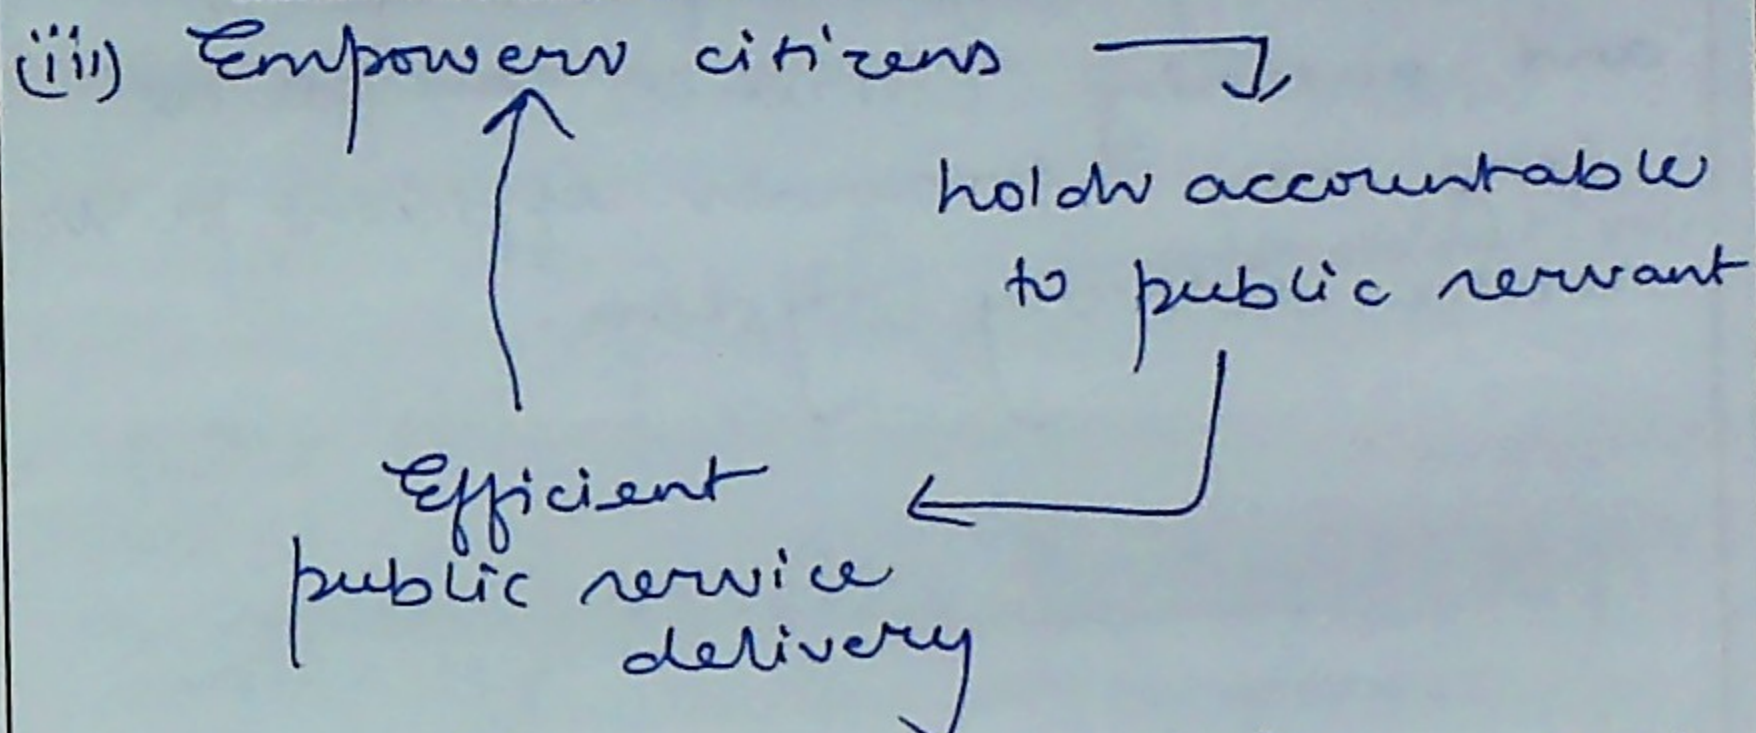 (iii) Empowers citizens
holds accountable
to public servant
Efficient
public service
delivery